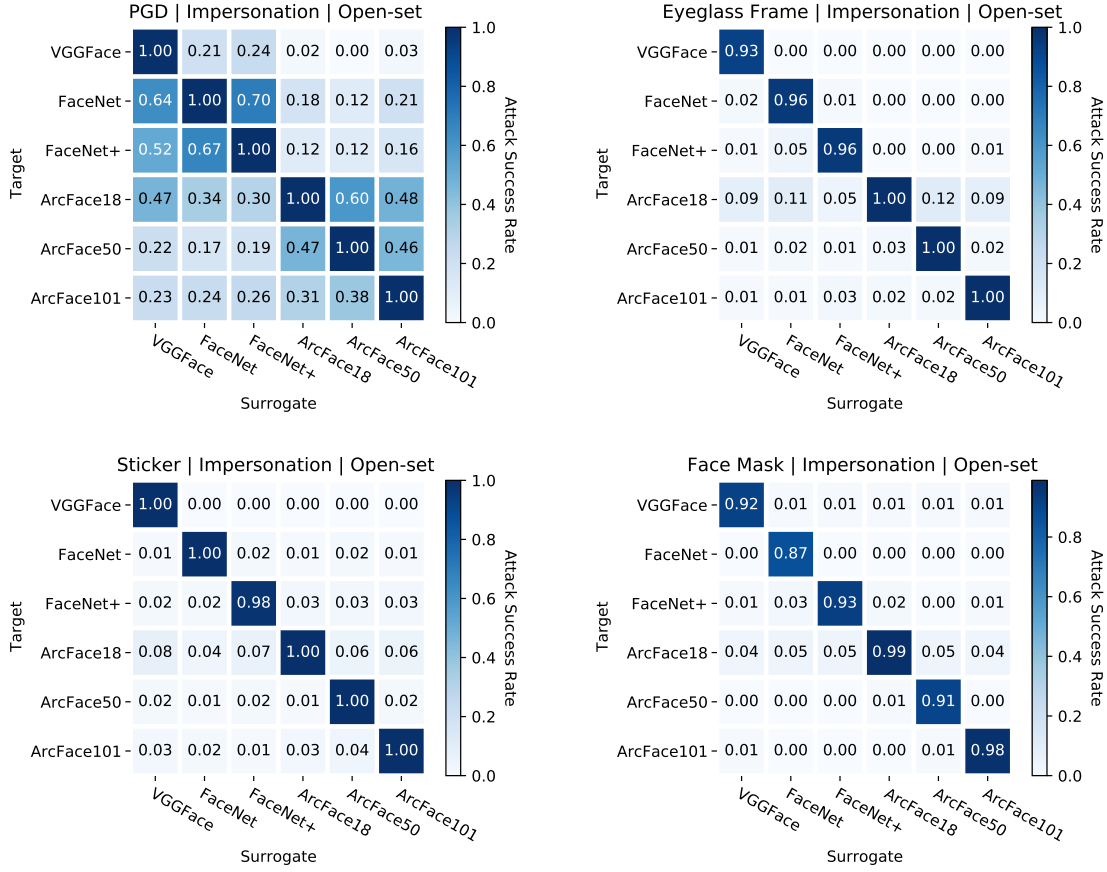 PGD | Impersonation | Open-set
VGGFace 1.00 0.21 0.24 0.02 0.00 0.03
FaceNet 0.64 1.00 0.70 0.18 0.12 0.21
FaceNet+ 0.52 0.67 1.00 0.12 0.12 0.16
ArcFace18 0.47 0.34 0.30 1.00 0.60 0.48
ArcFace50 0.22 0.17 0.19 0.47 1.00 0.46
ArcFace101 0.23 0.24 0.26 0.31 0.38 1.00
VGGFace FaceNet FaceNet+ ArcFace18 ArcFace50 ArcFace101
Surrogate
Target
1.0
0.8
0.6
0.4
0.2
0.0
Attack Success Rate
Eyeglass Frame | Impersonation | Open-set
VGGFace 0.93 0.00 0.00 0.00 0.00 0.00
FaceNet 0.02 0.96 0.01 0.00 0.00 0.00
FaceNet+ 0.01 0.05 0.96 0.00 0.00 0.01
ArcFace18 0.09 0.11 0.05 1.00 0.12 0.09
ArcFace50 0.01 0.02 0.01 0.03 1.00 0.02
ArcFace101 0.01 0.01 0.03 0.02 0.02 1.00
VGGFace FaceNet FaceNet+ ArcFace18 ArcFace50 ArcFace101
Surrogate
Target
1.0
0.8
0.6
0.4
0.2
0.0
Attack Success Rate
Sticker | Impersonation | Open-set
VGGFace 1.00 0.00 0.00 0.00 0.00 0.00
FaceNet 0.01 1.00 0.02 0.01 0.02 0.01
FaceNet+ 0.02 0.02 0.98 0.03 0.03 0.03
ArcFace18 0.08 0.04 0.07 1.00 0.06 0.06
ArcFace50 0.02 0.01 0.02 0.01 1.00 0.02
ArcFace101 0.03 0.02 0.01 0.03 0.04 1.00
VGGFace FaceNet FaceNet+ ArcFace18 ArcFace50 ArcFace101
Surrogate
Target
1.0
0.8
0.6
0.4
0.2
0.0
Attack Success Rate
Face Mask | Impersonation | Open-set
VGGFace 0.92 0.01 0.01 0.01 0.01 0.01
FaceNet 0.00 0.87 0.00 0.00 0.00 0.00
FaceNet+ 0.01 0.03 0.93 0.02 0.00 0.01
ArcFace18 0.04 0.05 0.05 0.99 0.05 0.04
ArcFace50 0.00 0.00 0.00 0.01 0.91 0.00
ArcFace101 0.01 0.00 0.00 0.00 0.01 0.98
VGGFace FaceNet FaceNet+ ArcFace18 ArcFace50 ArcFace101
Surrogate
Target
0.8
0.6
0.4
0.2
0.0
Attack Success Rate